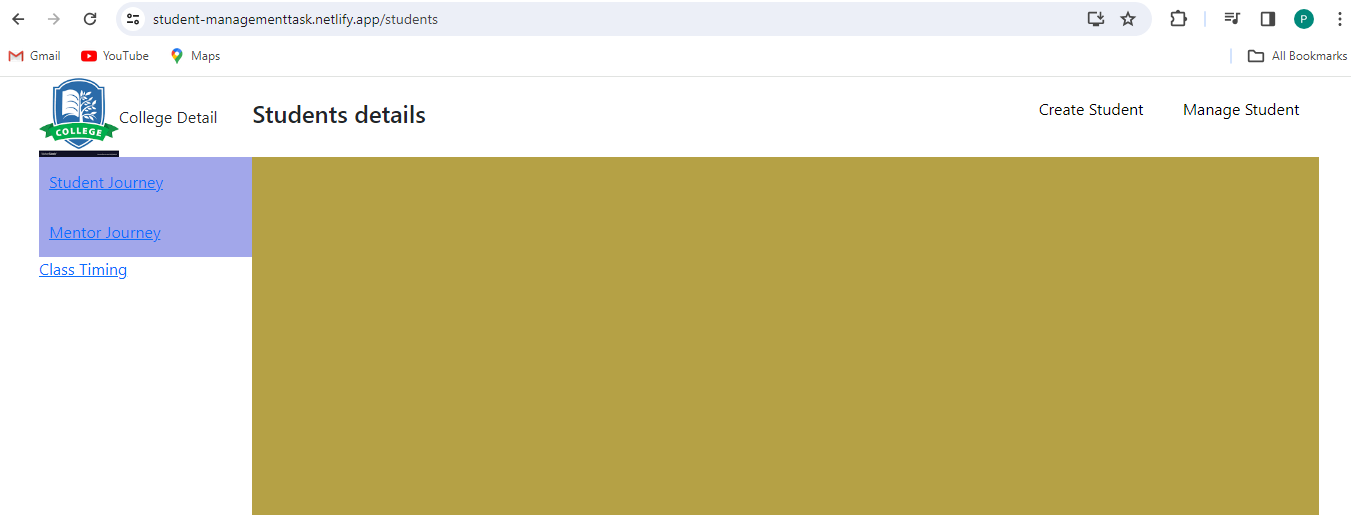 student-managementtask.netlify.app/students
P
Gmail YouTube Maps All Bookmarks
COLLEGE
College Detail
Students details
Create Student Manage Student
Student Journey
Mentor Journey
Class Timing